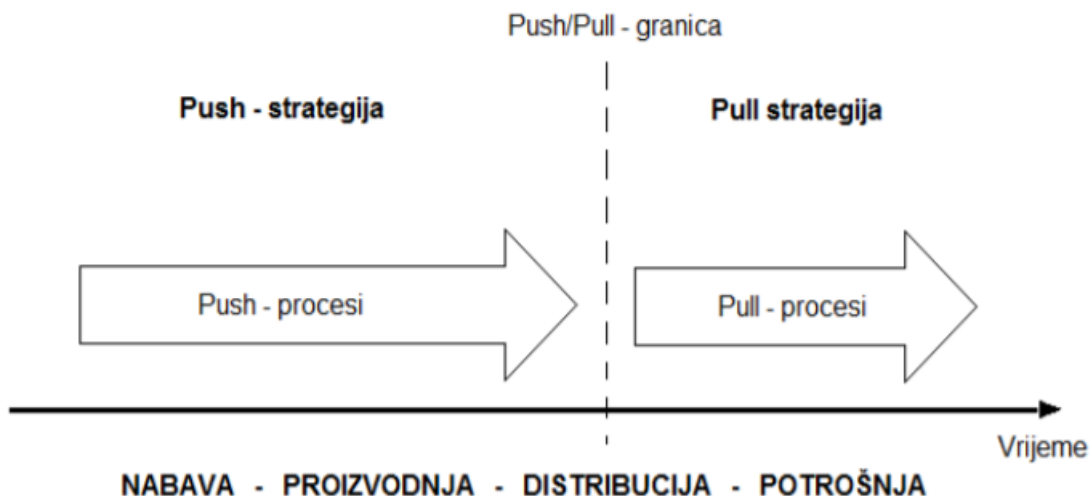 Push/Pull - granica
Push - strategija
Pull strategija
Push - procesi
Pull - procesi
Vrijeme
NABAVA - PROIZVODNJA - DISTRIBUCIJA - POTROŠNJA